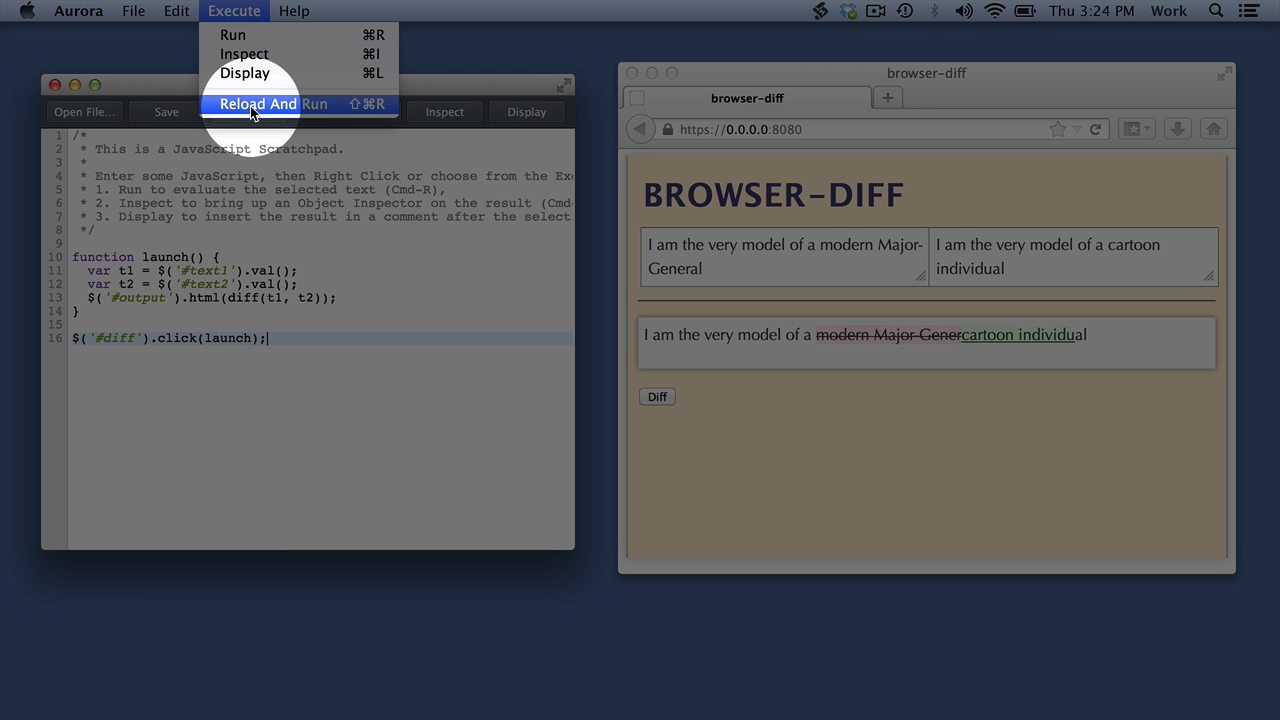 Aurora File Edit Execute Help Thu 3:24 PM Work
Run ⌘R
Inspect ⌘I
Display ⌘L
Reload And Run ⇧⌘R
Open File... Save Inspect Display
1 /*
2 * This is a JavaScript Scratchpad.
3 *
4 * Enter some JavaScript, then Right Click or choose from the Exe
5 * 1. Run to evaluate the selected text (Cmd-R),
6 * 2. Inspect to bring up an Object Inspector on the result (Cmd-
7 * 3. Display to insert the result in a comment after the selecti
8 */
9
10 function launch() {
11 var t1 = $('#text1').val();
12 var t2 = $('#text2').val();
13 $('#output').html(diff(t1, t2));
14 }
15
16 $('#diff').click(launch);
browser-diff
browser-diff
https://0.0.0.0:8080
BROWSER-DIFF
I am the very model of a modern Major-
General
I am the very model of a cartoon
individual
I am the very model of a modern Major-Genercartoon individual
Diff